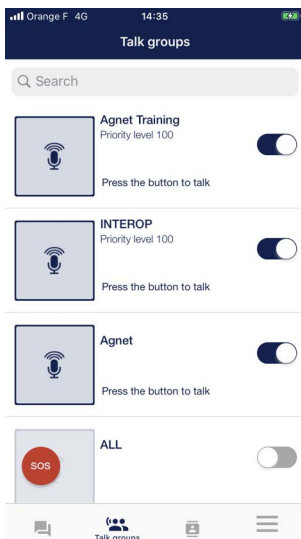 Orange F 4G 14:35
Talk groups
Search
Agnet Training
Priority level 100
Press the button to talk
INTEROP
Priority level 100
Press the button to talk
Agnet
Press the button to talk
ALL
SOS
Talk groups